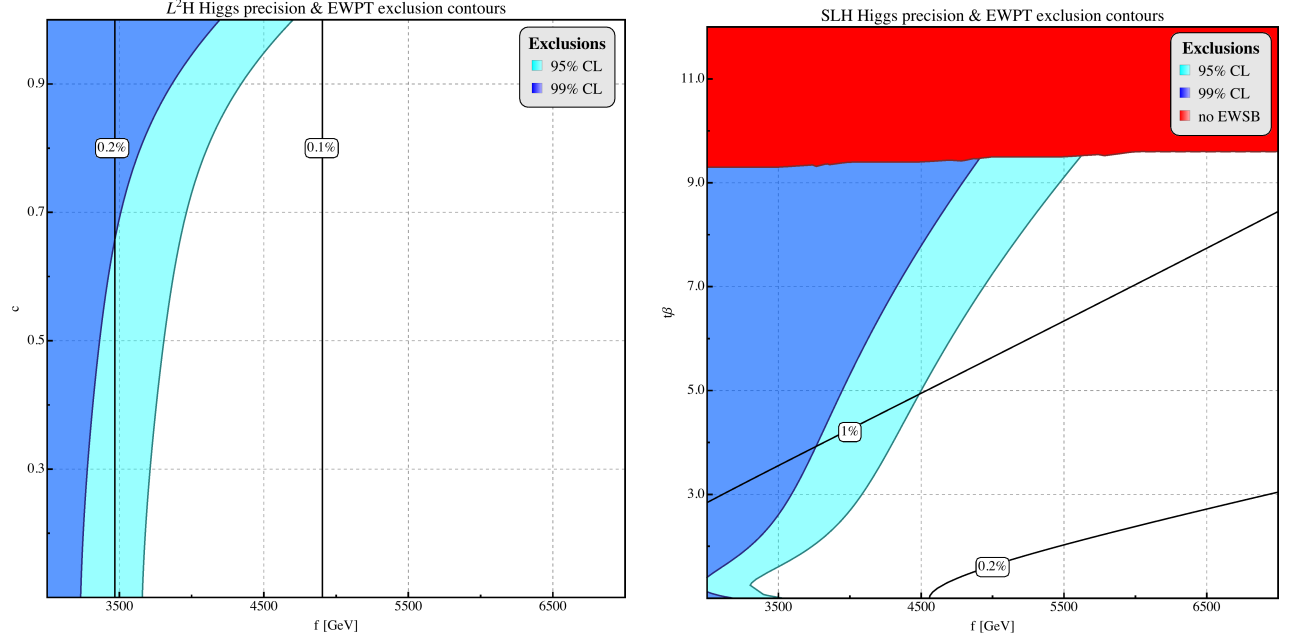 L²H Higgs precision & EWPT exclusion contours
Exclusions
95% CL
99% CL
0.9
0.7
0.5
0.3
c
0.2%
0.1%
3500
4500
5500
6500
f [GeV]
SLH Higgs precision & EWPT exclusion contours
Exclusions
95% CL
99% CL
no EWSB
11.0
9.0
7.0
5.0
3.0
tβ
1%
0.2%
3500
4500
5500
6500
f [GeV]